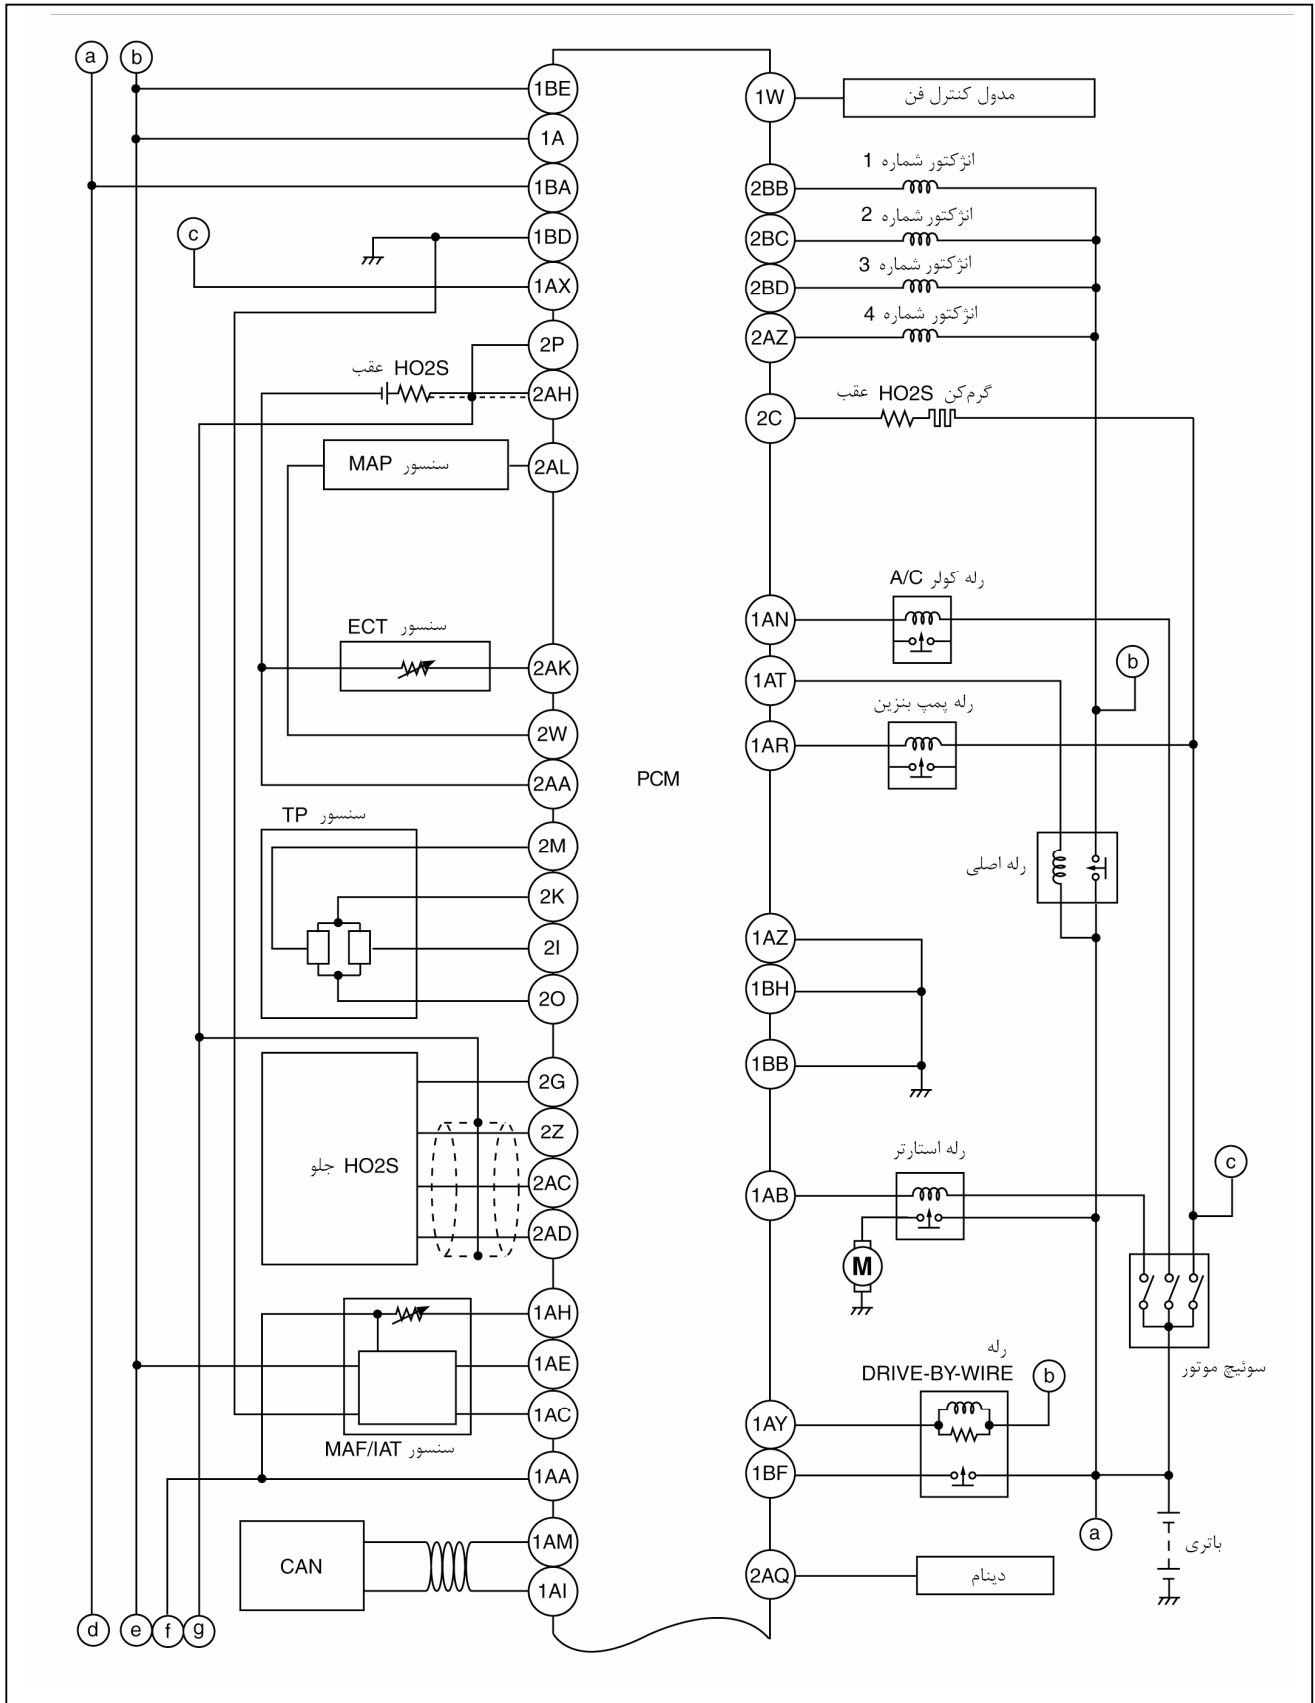 a
b
1BE
1A
1BA
c
1BD
1AX
2P
عقب HO2S
2AH
سنسور MAP
2AL
سنسور ECT
2AK
2W
2AA
سنسور TP
2M
2K
2I
2O
2G
2Z
جلو HO2S
2AC
2AD
1AH
1AE
1AC
سنسور MAF/IAT
1AA
CAN
1AM
1AI
d
e
f
g
PCM
1W
مدول کنترل فن
انژکتور شماره 1
2BB
انژکتور شماره 2
2BC
انژکتور شماره 3
2BD
انژکتور شماره 4
2AZ
گرم‌کن HO2S عقب
2C
رله کولر A/C
1AN
b
1AT
رله پمپ بنزین
1AR
رله اصلی
1AZ
1BH
1BB
رله استارتر
c
1AB
M
سوئیچ موتور
رله
DRIVE-BY-WIRE
b
1AY
1BF
a
باتری
2AQ
دینام